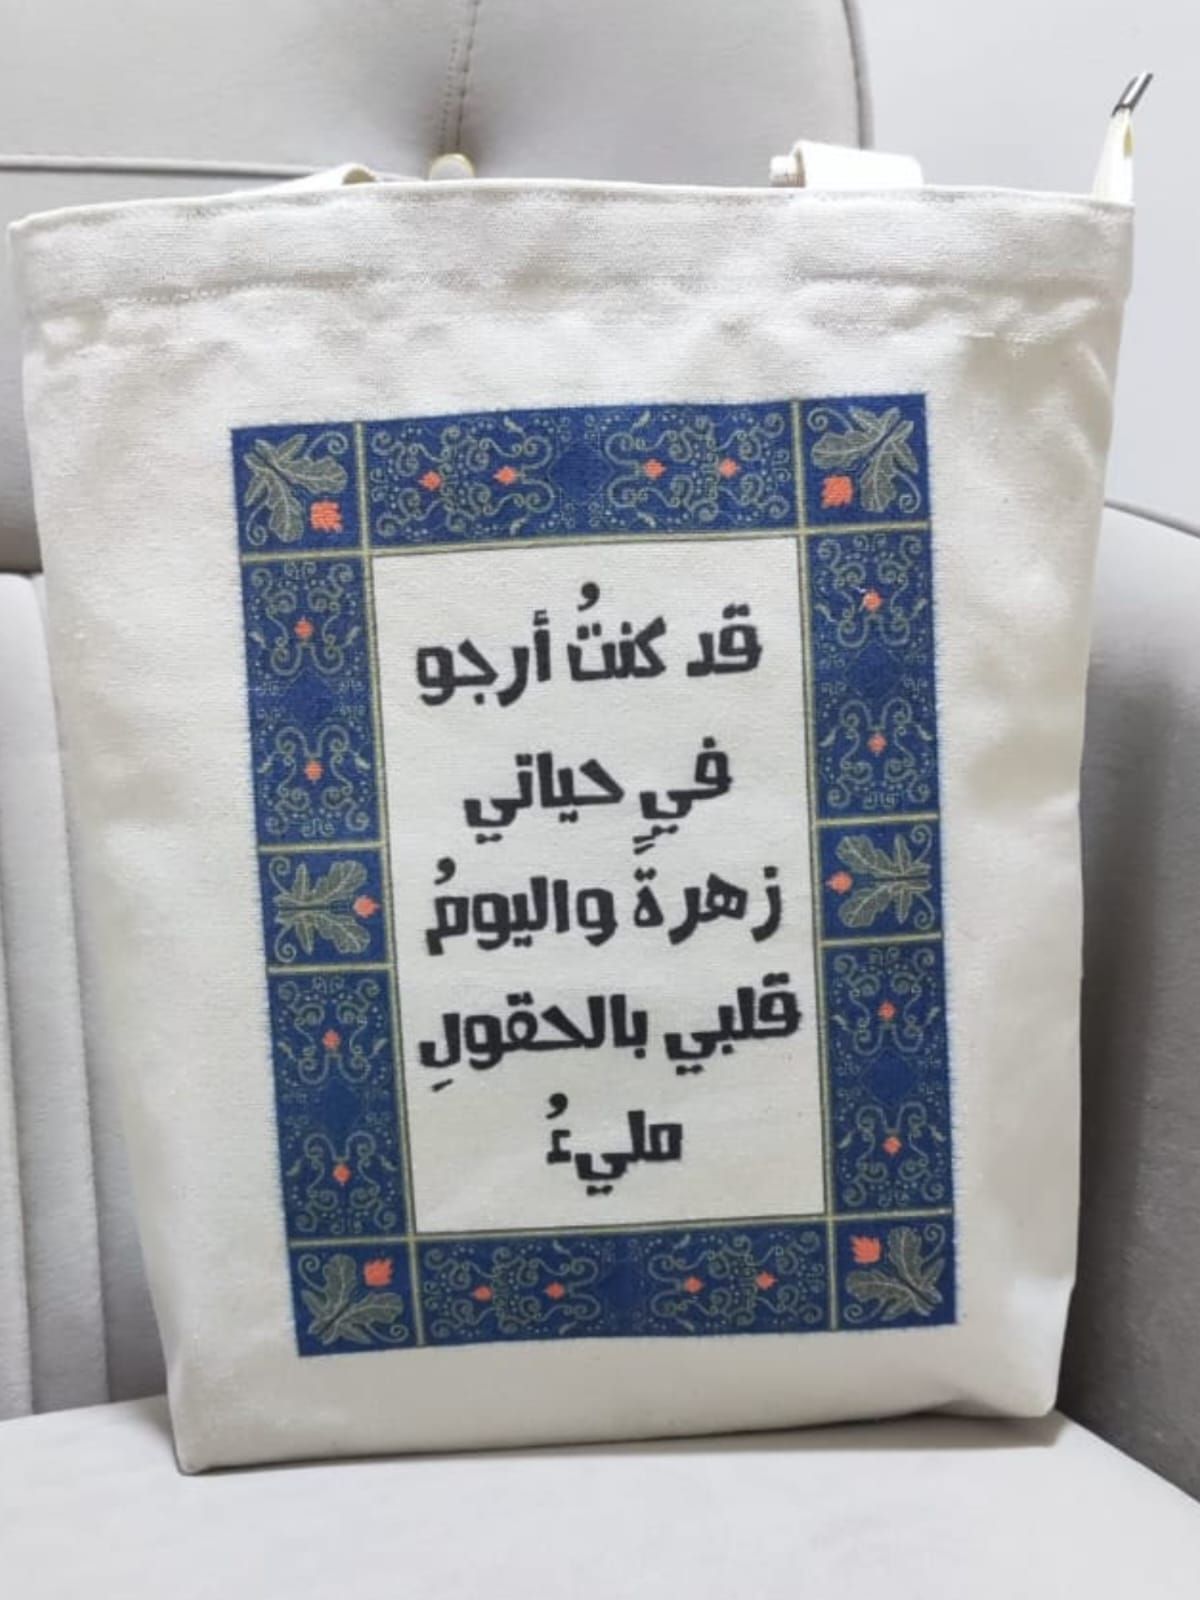 قد كنتُ أرجو
في حياتي
زهرةً واليومُ
قلبي بالحقولِ
مليءُ